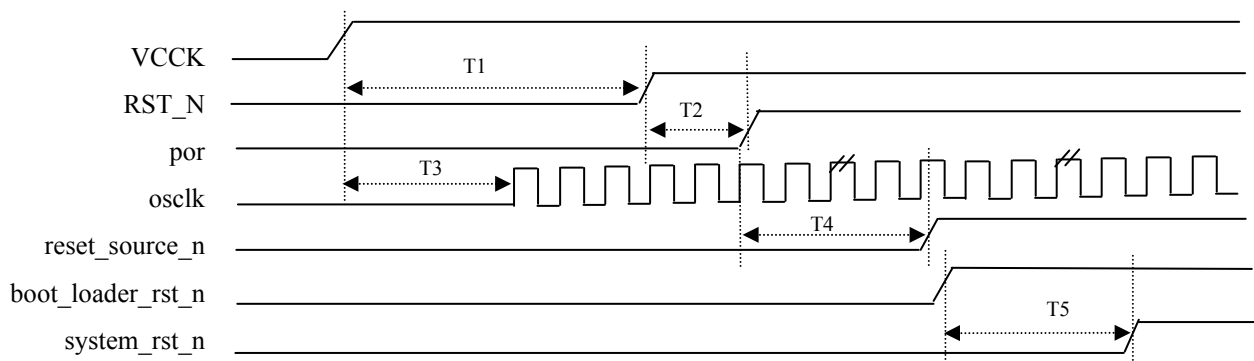 VCCK
T1
RST_N
T2
por
T3
osclk
T4
reset_source_n
boot_loader_rst_n
T5
system_rst_n